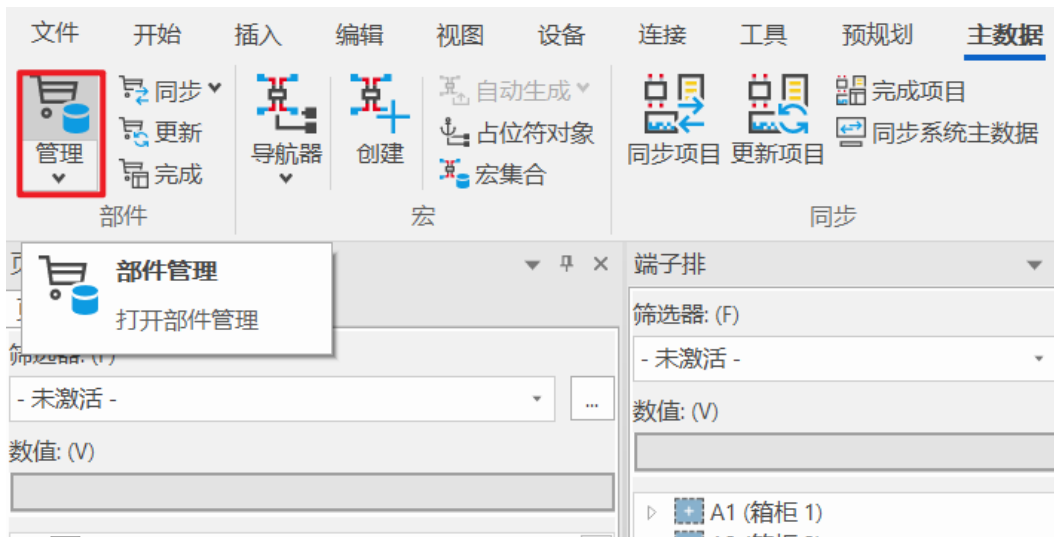 文件 开始 插入 编辑 视图 设备 连接 工具 预规划 主数据
管理
同步
更新
完成
部件
导航器
创建
自动生成
占位符对象
宏集合
宏
同步项目
更新项目
完成项目
同步系统主数据
同步
部件管理
打开部件管理
- 未激活 -
...
数值: (V)
端子排
筛选器: (F)
- 未激活 -
数值: (V)
A1 (箱柜 1)